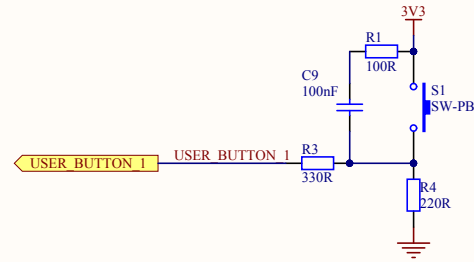 3V3
R1
100R
C9
100nF
S1
SW-PB
USER_BUTTON_1
USER_BUTTON_1
R3
330R
R4
220R